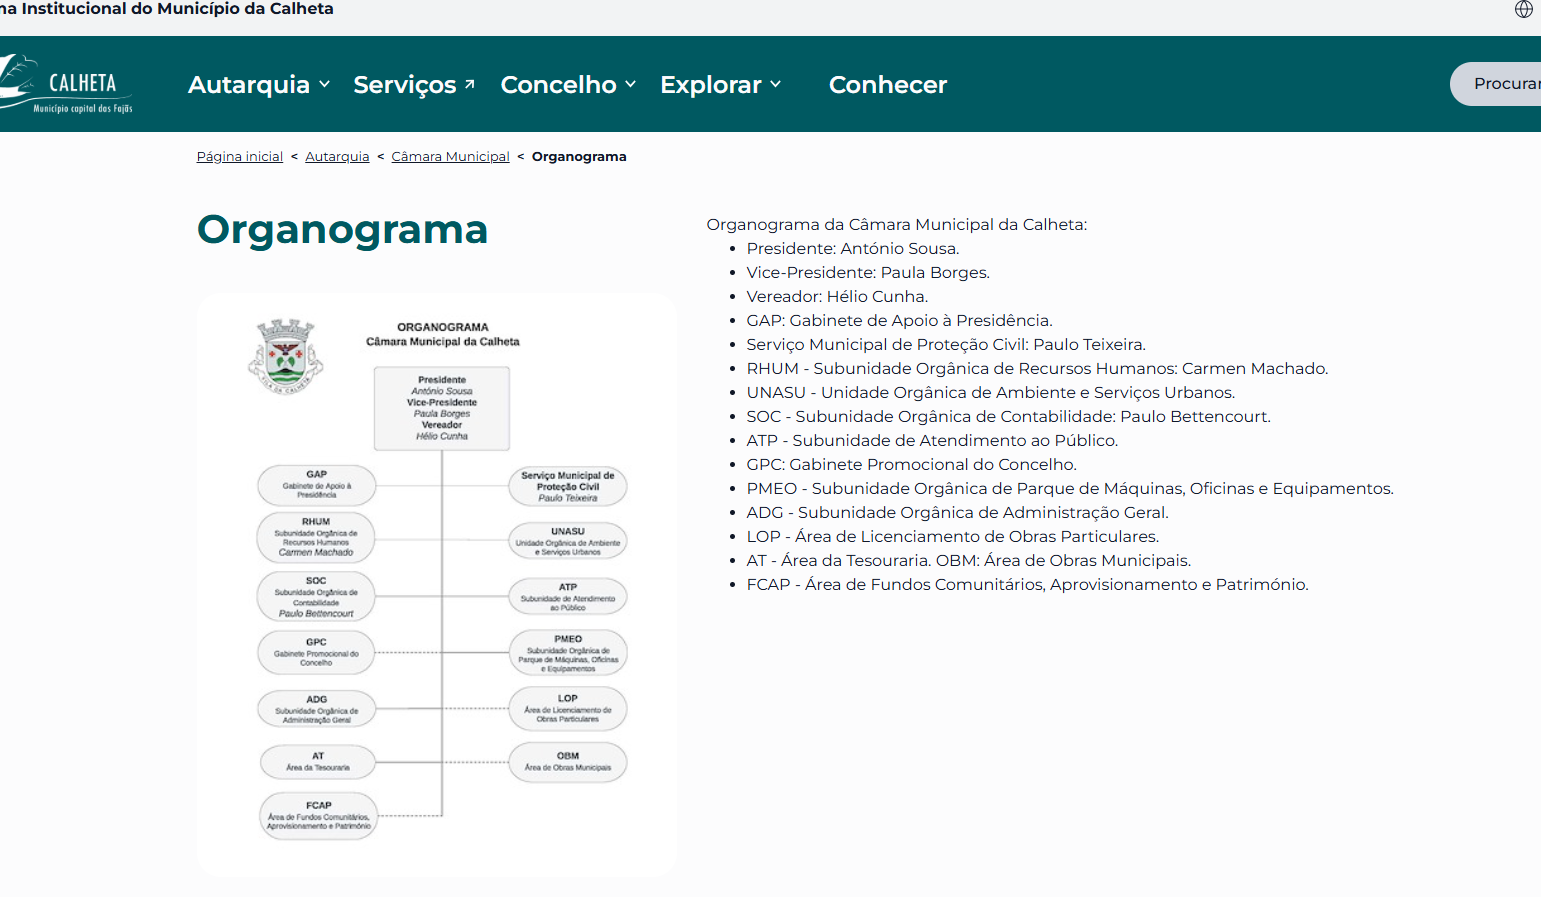 na Institucional do Município da Calheta
CALHETA
Município capital das Fajãs
Autarquia
Serviços
Concelho
Explorar
Conhecer
Procurar
Página inicial < Autarquia < Câmara Municipal < Organograma
Organograma
ORGANOGRAMA
Câmara Municipal da Calheta
VILA DA CALHETA
Presidente
António Sousa
Vice-Presidente
Paula Borges
Vereador
Hélio Cunha
GAP
Gabinete de Apoio à
Presidência
Serviço Municipal de
Proteção Civil
Paulo Teixeira
RHUM
Subunidade Orgânica de
Recursos Humanos
Carmen Machado
UNASU
Unidade Orgânica de Ambiente
e Serviços Urbanos
SOC
Subunidade Orgânica de
Contabilidade
Paulo Bettencourt
ATP
Subunidade de Atendimento
ao Público
GPC
Gabinete Promocional do
Concelho
PMEO
Subunidade Orgânica de
Parque de Máquinas, Oficinas
e Equipamentos
ADG
Subunidade Orgânica de
Administração Geral
LOP
Área de Licenciamento de
Obras Particulares
AT
Área da Tesouraria
OBM
Área de Obras Municipais
FCAP
Área de Fundos Comunitários,
Aprovisionamento e Património
Organograma da Câmara Municipal da Calheta:
• Presidente: António Sousa.
• Vice-Presidente: Paula Borges.
• Vereador: Hélio Cunha.
• GAP: Gabinete de Apoio à Presidência.
• Serviço Municipal de Proteção Civil: Paulo Teixeira.
• RHUM - Subunidade Orgânica de Recursos Humanos: Carmen Machado.
• UNASU - Unidade Orgânica de Ambiente e Serviços Urbanos.
• SOC - Subunidade Orgânica de Contabilidade: Paulo Bettencourt.
• ATP - Subunidade de Atendimento ao Público.
• GPC: Gabinete Promocional do Concelho.
• PMEO - Subunidade Orgânica de Parque de Máquinas, Oficinas e Equipamentos.
• ADG - Subunidade Orgânica de Administração Geral.
• LOP - Área de Licenciamento de Obras Particulares.
• AT - Área da Tesouraria. OBM: Área de Obras Municipais.
• FCAP - Área de Fundos Comunitários, Aprovisionamento e Património.